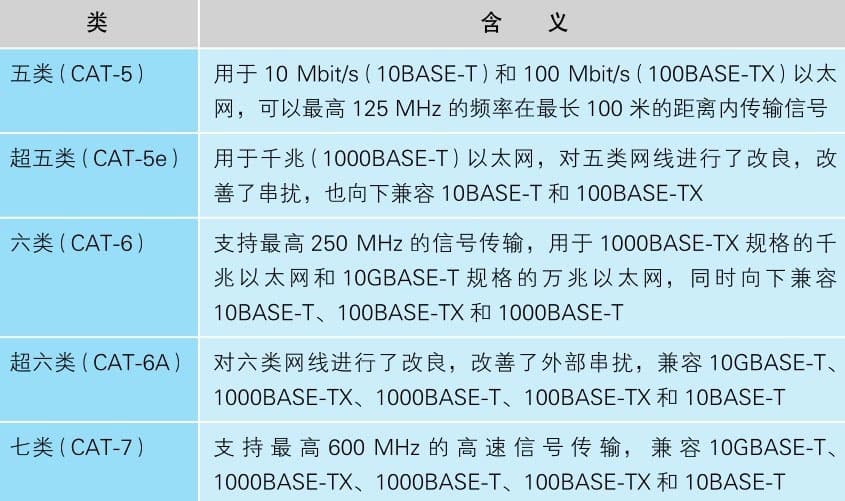 类 含 义
五类（CAT-5） 用于 10 Mbit/s（10BASE-T）和 100 Mbit/s（100BASE-TX）以太
网，可以最高 125 MHz 的频率在最长 100 米的距离内传输信号
超五类（CAT-5e） 用于千兆（1000BASE-T）以太网，对五类网线进行了改良，改
善了串扰，也向下兼容 10BASE-T 和 100BASE-TX
六类（CAT-6） 支持最高 250 MHz 的信号传输，用于 1000BASE-TX 规格的千
兆以太网和 10GBASE-T 规格的万兆以太网，同时向下兼容
10BASE-T、100BASE-TX 和 1000BASE-T
超六类（CAT-6A） 对六类网线进行了改良，改善了外部串扰，兼容 10GBASE-T、
1000BASE-TX、1000BASE-T、100BASE-TX 和 10BASE-T
七类（CAT-7） 支持最高 600 MHz 的高速信号传输，兼容 10GBASE-T、
1000BASE-TX、1000BASE-T、100BASE-TX 和 10BASE-T